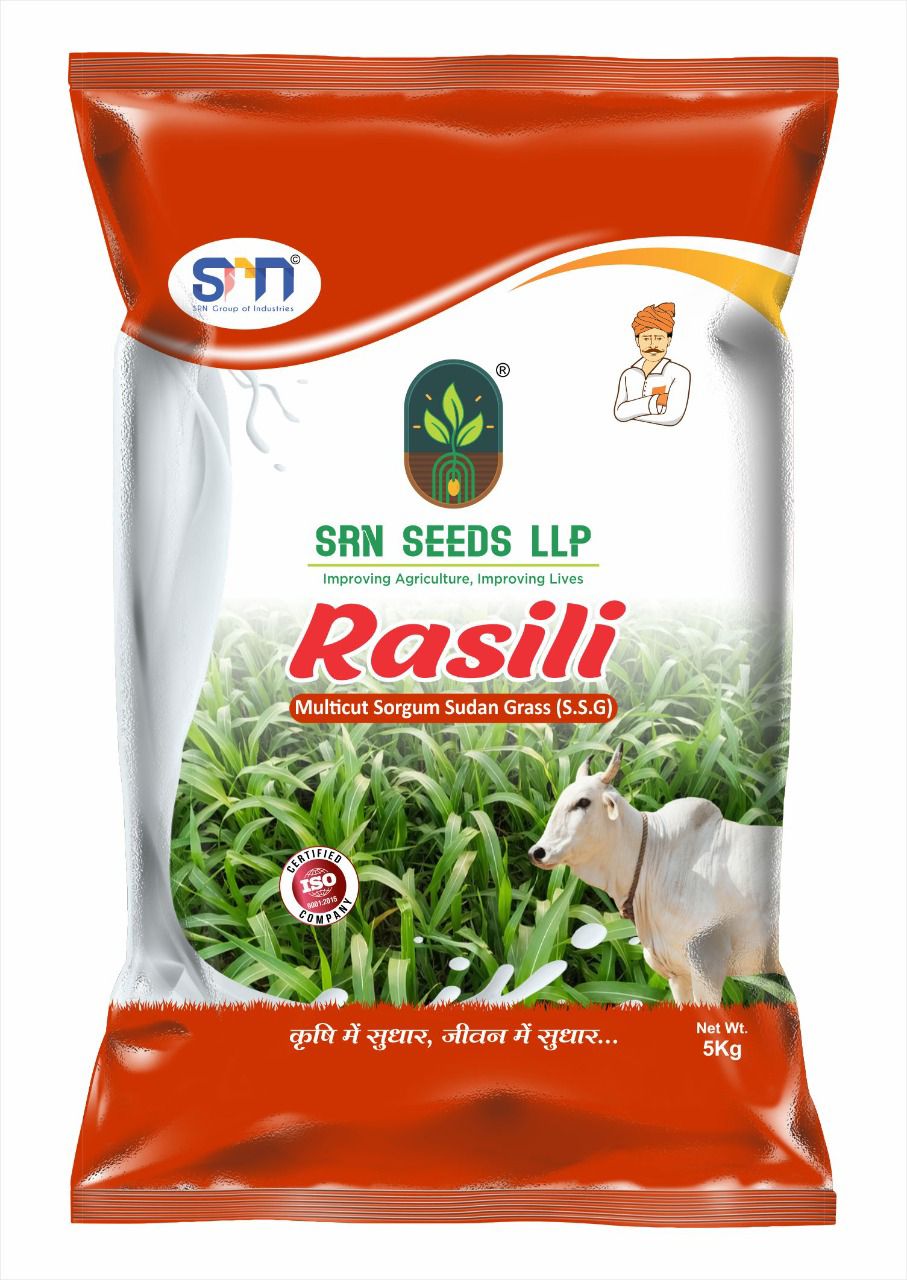 SRN ©
SRN Group of Industries
®
SRN SEEDS LLP
Improving Agriculture, Improving Lives
Rasili
Multicut Sorgum Sudan Grass (S.S.G)
CERTIFIED
ISO
9001:2015
COMPANY
कृषि में सुधार, जीवन में सुधार...
Net Wt.
5Kg